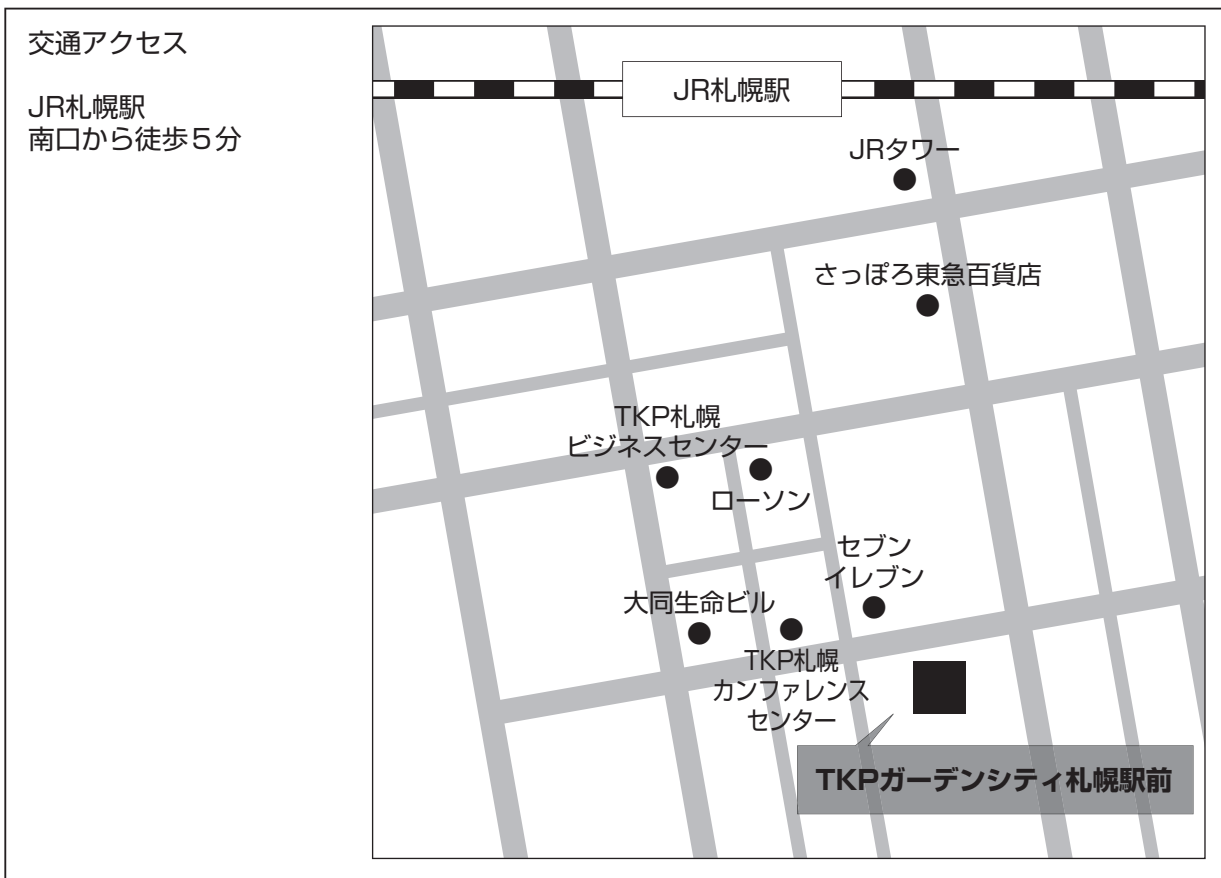 交通アクセス
JR札幌駅
南口から徒歩5分
JR札幌駅
JRタワー
さっぽろ東急百貨店
TKP札幌
ビジネスセンター
ローソン
セブン
イレブン
大同生命ビル
TKP札幌
カンファレンス
センター
TKPガーデンシティ札幌駅前